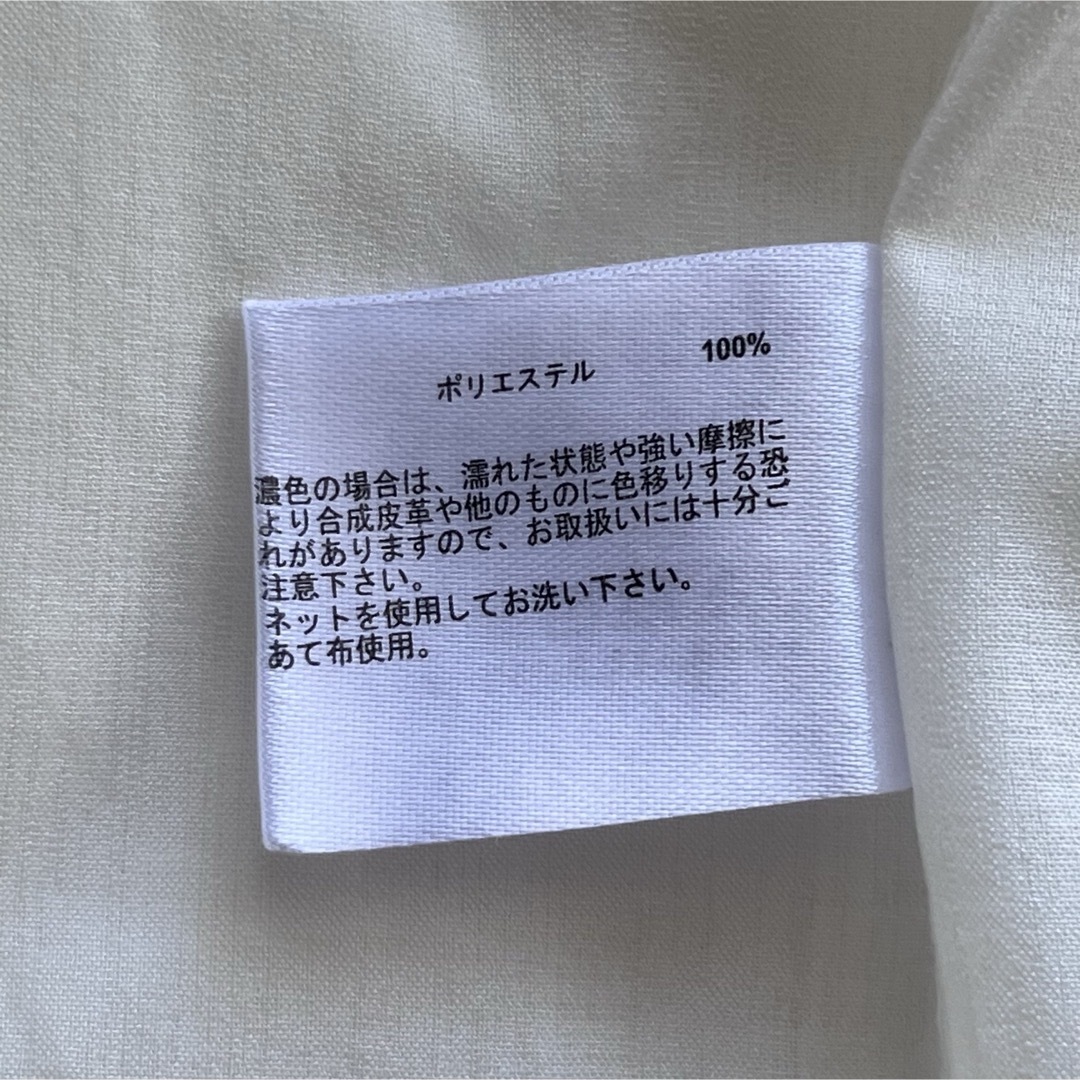 ポリエステル 100%
濃色の場合は、濡れた状態や強い摩擦に
より合成皮革や他のものに色移りする恐
れがありますので、お取扱いには十分ご
注意下さい。
ネットを使用してお洗い下さい。
あて布使用。